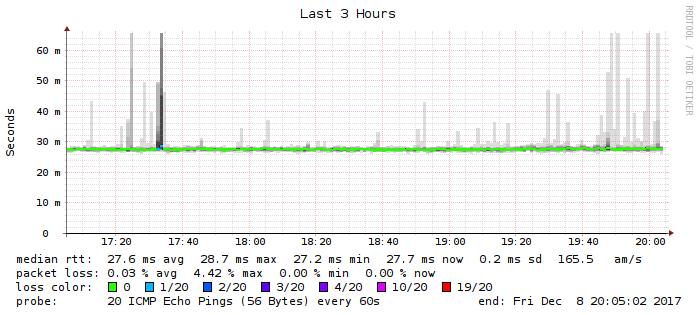 Last 3 Hours
RRDTOOL / TOBI OETIKER
Seconds
60 m
50 m
40 m
30 m
20 m
10 m
0
17:20 17:40 18:00 18:20 18:40 19:00 19:20 19:40 20:00
median rtt: 27.6 ms avg 28.7 ms max 27.2 ms min 27.7 ms now 0.2 ms sd 165.5 am/s
packet loss: 0.03 % avg 4.42 % max 0.00 % min 0.00 % now
loss color: 0 1/20 2/20 3/20 4/20 10/20 19/20
probe: 20 ICMP Echo Pings (56 Bytes) every 60s end: Fri Dec 8 20:05:02 2017